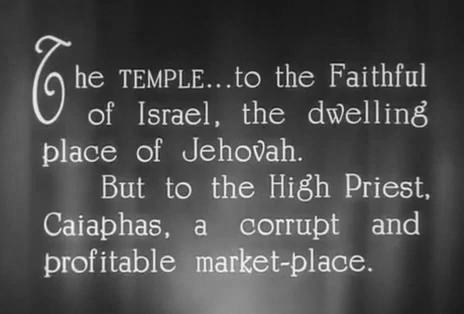 The TEMPLE...to the Faithful
of Israel, the dwelling
place of Jehovah.
But to the High Priest,
Caiaphas, a corrupt and
profitable market-place.